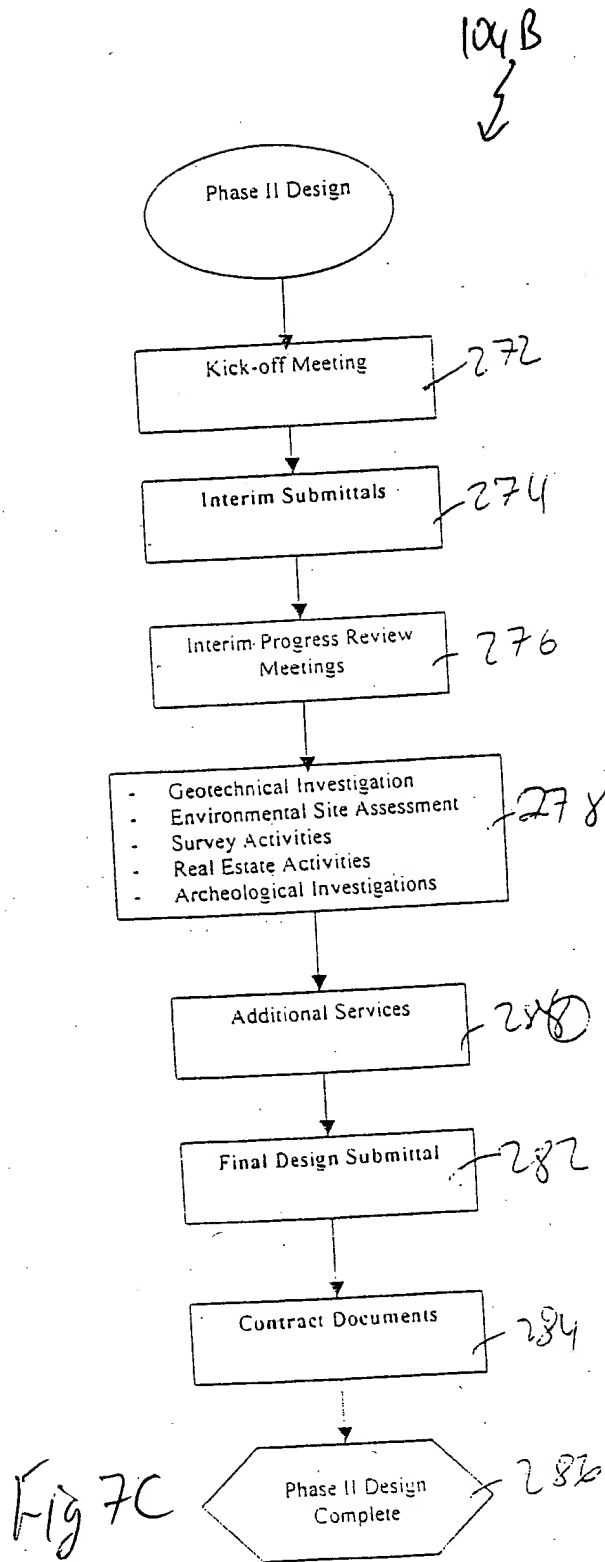 104B
Phase II Design
Kick-off Meeting
272
Interim Submittals
274
Interim Progress Review
Meetings
276
- Geotechnical Investigation
- Environmental Site Assessment
- Survey Activities
- Real Estate Activities
- Archeological Investigations
278
Additional Services
280
Final Design Submittal
282
Contract Documents
284
Phase II Design
Complete
286
Fig 7C